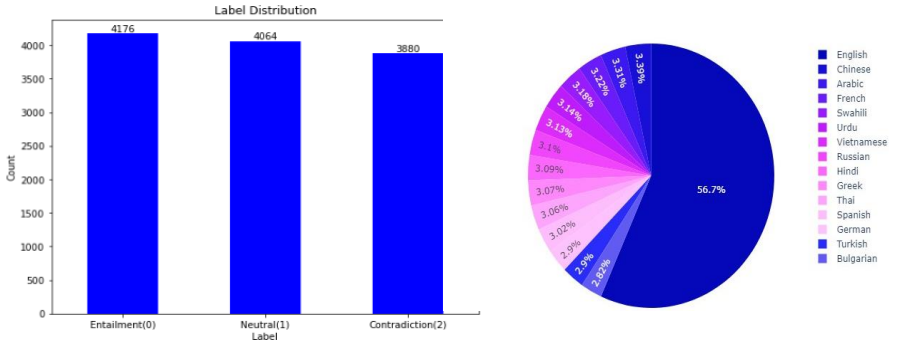 Label Distribution
4176
4064
3880
4000
3500
3000
2500
2000
1500
1000
500
0
Count
Entailment(0)
Neutral(1)
Contradiction(2)
Label
3.39%
3.31%
3.22%
3.18%
3.14%
3.13%
3.1%
3.09%
3.07%
3.06%
3.02%
2.9%
2.9%
2.82%
56.7%
English
Chinese
Arabic
French
Swahili
Urdu
Vietnamese
Russian
Hindi
Greek
Thai
Spanish
German
Turkish
Bulgarian